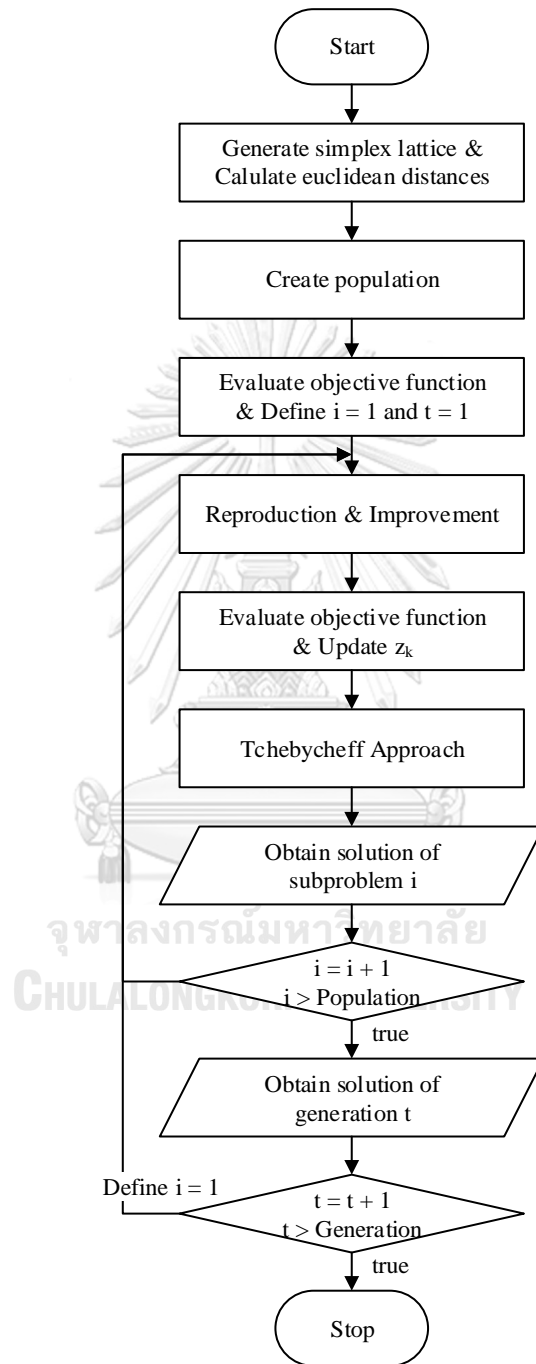 Start
Generate simplex lattice &
Calulate euclidean distances
Create population
Evaluate objective function
& Define i = 1 and t = 1
Reproduction & Improvement
Evaluate objective function
& Update zₖ
Tchebycheff Approach
Obtain solution of
subproblem i
จุฬาลงกรณ์มหาวิทยาลัย
i = i + 1
i > Population
CHULALONGKORN UNIVERSITY
true
Obtain solution of
generation t
Define i = 1
t = t + 1
t > Generation
true
Stop